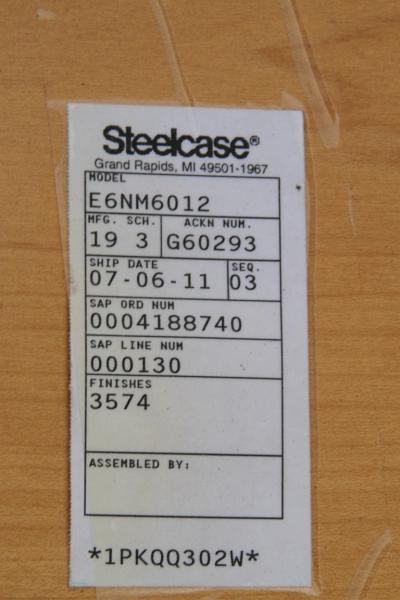 Steelcase®
Grand Rapids, MI 49501-1967
MODEL
E6NM6012
MFG. SCH. ACKN NUM.
19 3 G60293
SHIP DATE SEQ.
07-06-11 03
SAP ORD NUM
0004188740
SAP LINE NUM
000130
FINISHES
3574
ASSEMBLED BY:
*1PKQQ302W*